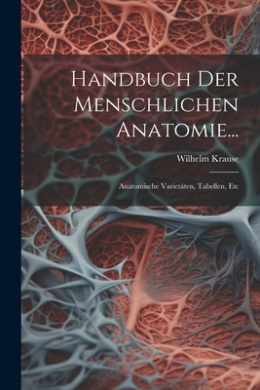 HANDBUCH DER
MENSCHLICHEN
ANATOMIE...
Wilhelm Krause
Anatomische Varietäten, Tabellen, Etc